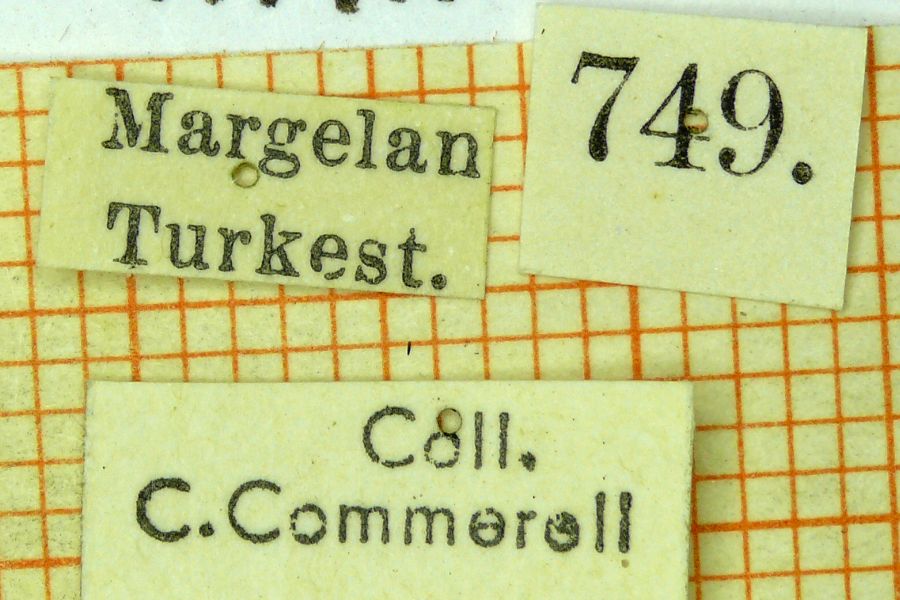 Margelan
Turkest.
749.
Coll.
C.Commerell